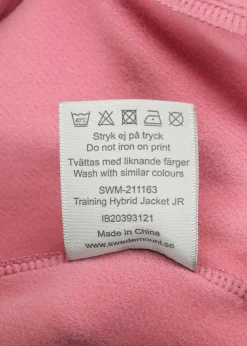 40°C
Stryk ej på tryck
Do not iron on print
Tvättas med liknande färger
Wash with similar colours
SWM-211163
Training Hybrid Jacket JR
IB20393121
Made in China
www.swedemount.se